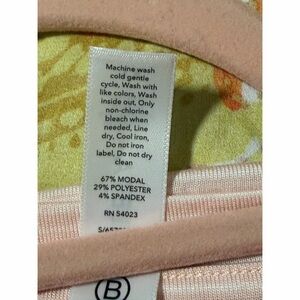 Machine wash
cold gentle
cycle, Wash with
like colors, Wash
inside out, Only
non-chlorine
bleach when
needed, Line
dry, Cool iron,
Do not iron
label, Do not dry
clean
67% MODAL
29% POLYESTER
4% SPANDEX
RN 54023
B